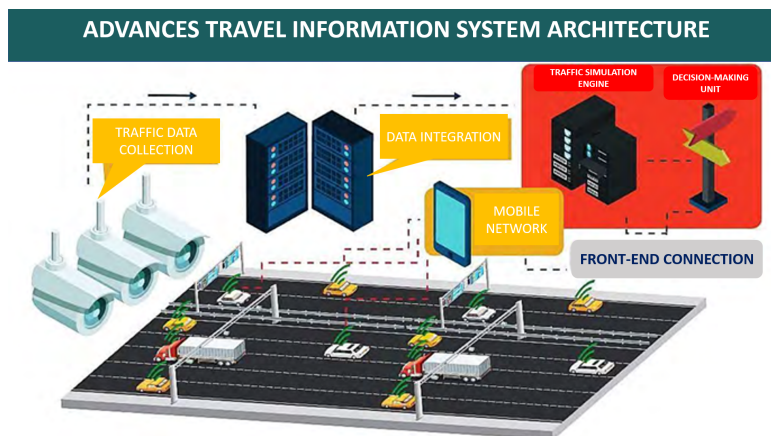 ADVANCES TRAVEL INFORMATION SYSTEM ARCHITECTURE
TRAFFIC SIMULATION
ENGINE
DECISION-MAKING
UNIT
TRAFFIC DATA
COLLECTION
DATA INTEGRATION
MOBILE
NETWORK
FRONT-END CONNECTION